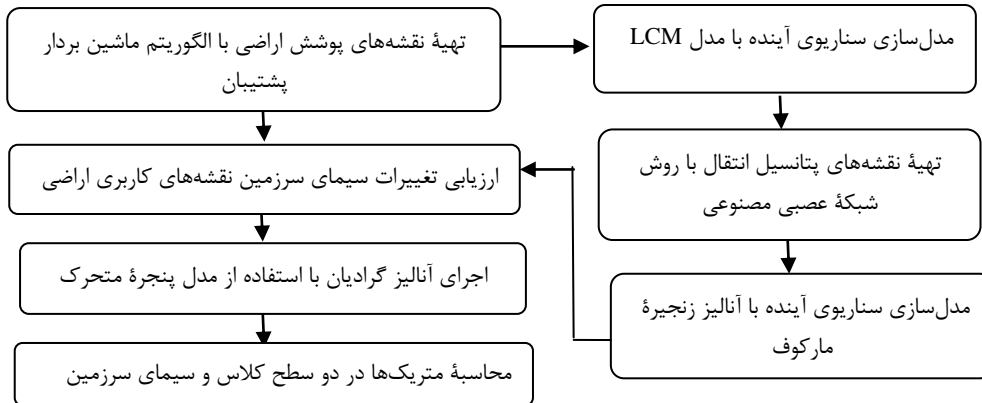 تهیهٔ نقشه‌های پوشش اراضی با الگوریتم ماشین بردار
پشتیبان
مدل‌سازی سناریوی آینده با مدل LCM
تهیهٔ نقشه‌های پتانسیل انتقال با روش
شبکهٔ عصبی مصنوعی
مدل‌سازی سناریوی آینده با آنالیز زنجیرهٔ
مارکوف
ارزیابی تغییرات سیمای سرزمین نقشه‌های کاربری اراضی
اجرای آنالیز گرادیان با استفاده از مدل پنجرهٔ متحرک
محاسبهٔ متریک‌ها در دو سطح کلاس و سیمای سرزمین